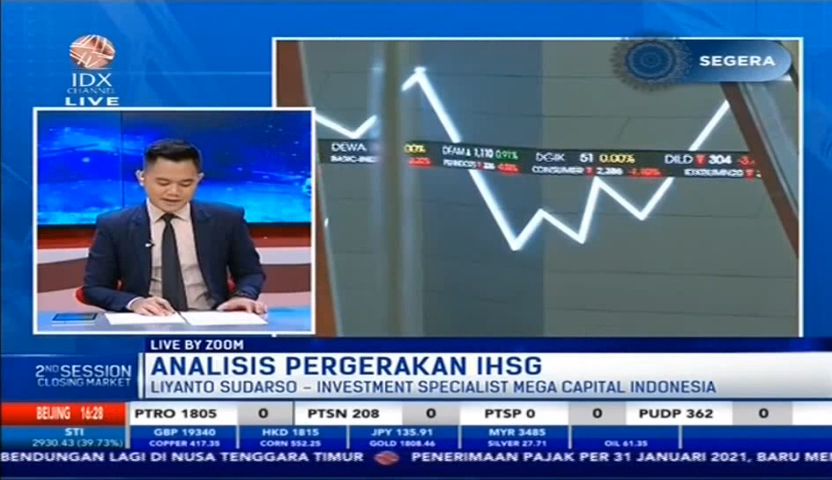 IDX
CHANNEL
LIVE
SEGERA
DEWA 00% DEAM A 1,110 0.91% DGIK 51 0.00% DILD 304
CONSUMER 2,286
LIVE BY ZOOM
2ND SESSION
CLOSING MARKET
ANALISIS PERGERAKAN IHSG
LIYANTO SUDARSO – INVESTMENT SPECIALIST MEGA CAPITAL INDONESIA
BEIJING 16:28 PTRO 1805 0 PTSN 208 0 PTSP 0 0 PUDP 362 0
STI GBP 19340 HKD 1815 JPY 135.91 MYR 3485
2930.43 (39.73%) COPPER 417.35 CORN 552.25 GOLD 1808.46 SILVER 27.71 OIL 61.35
BENDUNGAN LAGI DI NUSA TENGGARA TIMUR PENERIMAAN PAJAK PER 31 JANUARI 2021, BARU ME